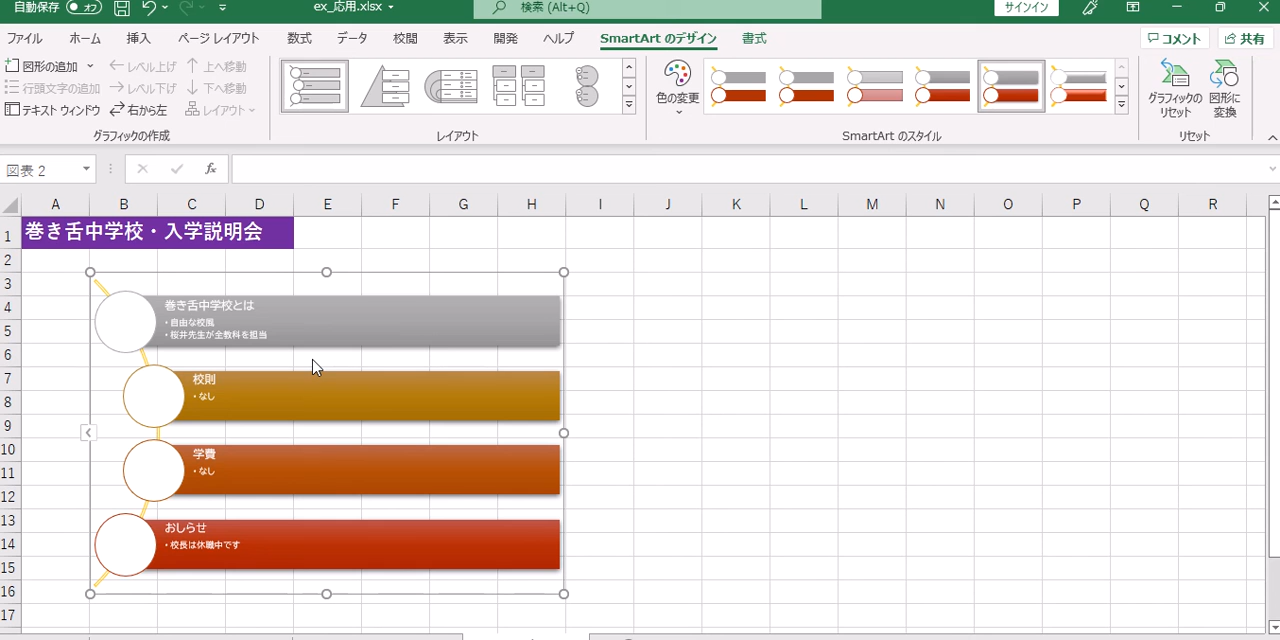 自動保存 オフ ex_応用.xlsx 検索 (Alt+Q) サインイン
ファイル ホーム 挿入 ページ レイアウト 数式 データ 校閲 表示 開発 ヘルプ SmartArt のデザイン 書式 コメント 共有
図形の追加 レベル上げ 上へ移動
行頭文字の追加 レベル下げ 下へ移動
テキスト ウィンドウ 右から左 レイアウト
色の変更
グラフィックの
リセット
図形に
変換
グラフィックの作成 レイアウト SmartArt のスタイル リセット
図表 2 fx
A B C D E F G H I J K L M N O P Q R
1 巻き舌中学校・入学説明会
2
3
4 巻き舌中学校とは
・自由な校風
5 ・桜井先生が全教科を担当
6
7 校則
8 ・なし
9
10 学費
11 ・なし
12
13 おしらせ
14 ・校長は休職中です
15
16
17